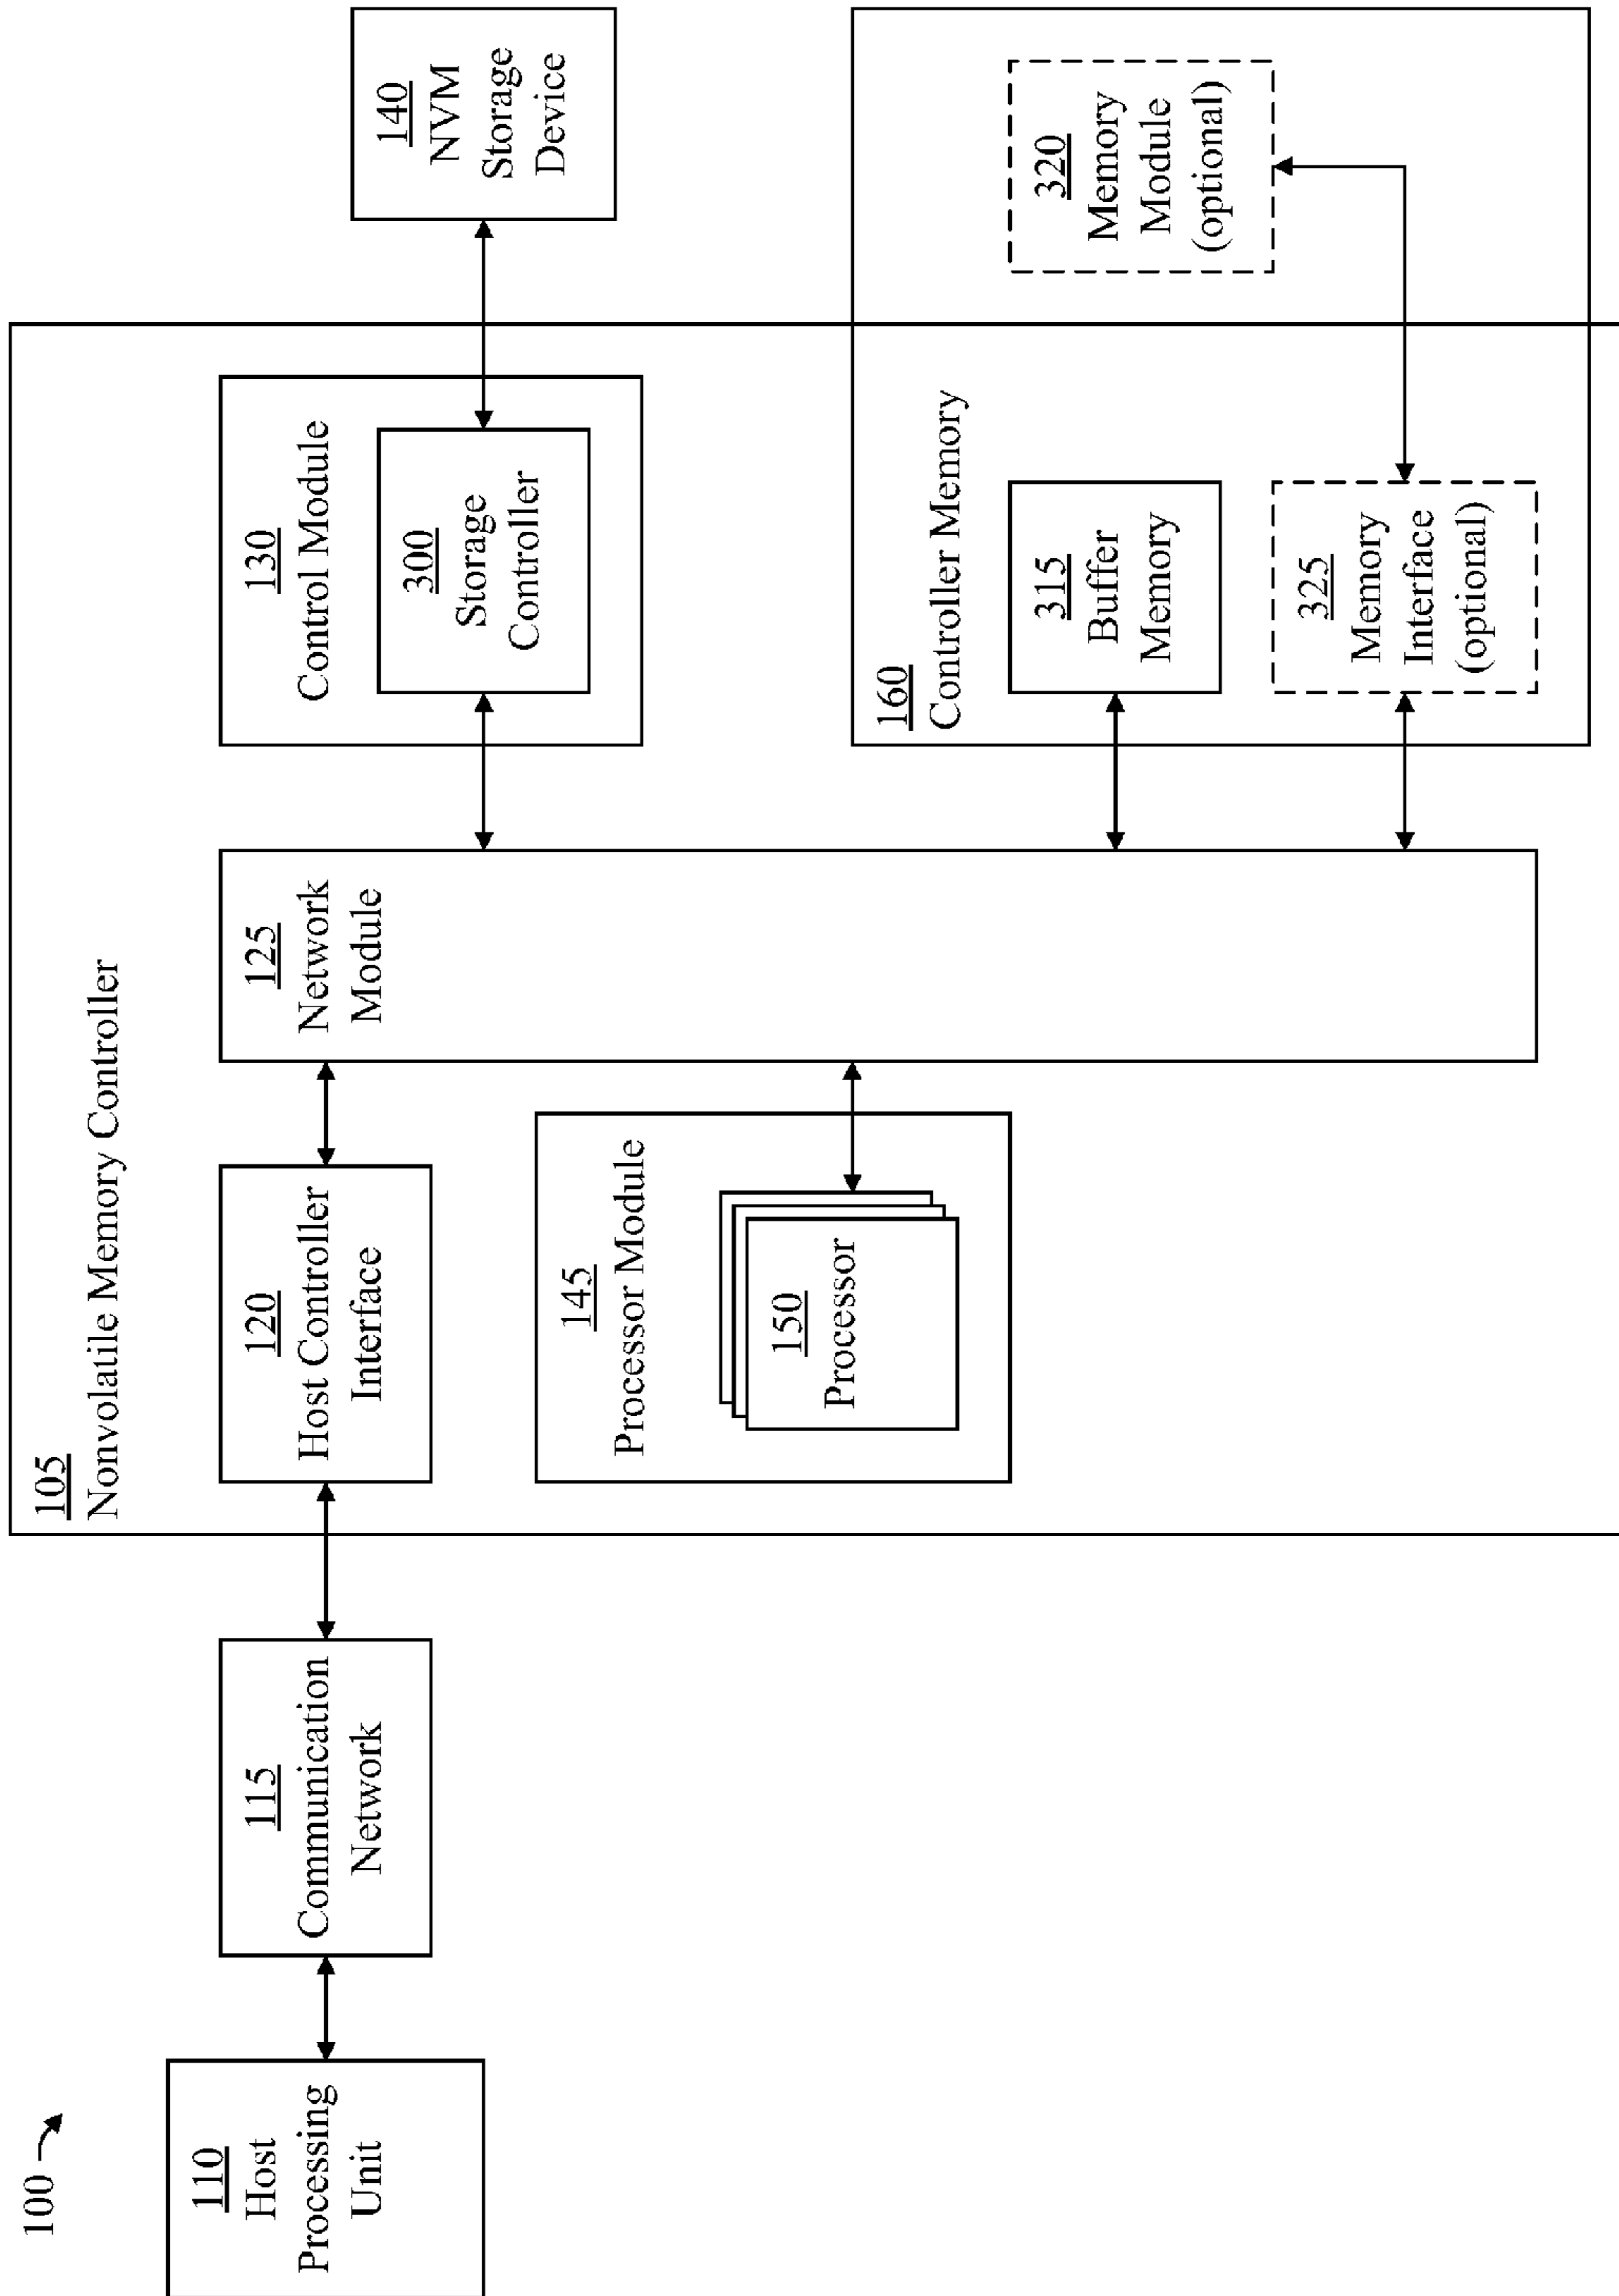 100
110
Host
Processing
Unit
115
Communication
Network
105
Nonvolatile Memory Controller
120
Host Controller
Interface
145
Processor Module
150
Processor
125
Network
Module
130
Control Module
300
Storage
Controller
140
NVM
Storage
Device
160
Controller Memory
315
Buffer
Memory
325
Memory
Interface
(optional)
320
Memory
Module
(optional)